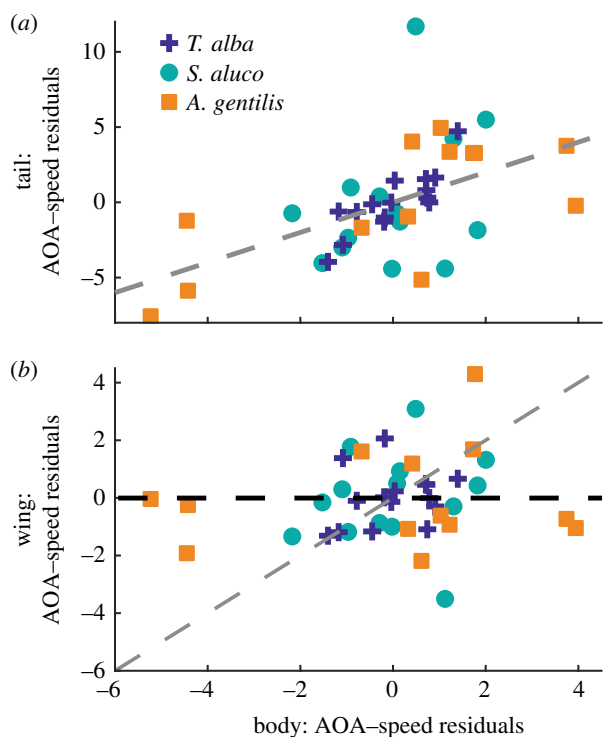 (a)
10
5
0
−5
tail:
AOA–speed residuals
T. alba
S. aluco
A. gentilis
(b)
4
2
0
−2
−4
−6
wing:
AOA–speed residuals
−6 −4 −2 0 2 4
body: AOA–speed residuals